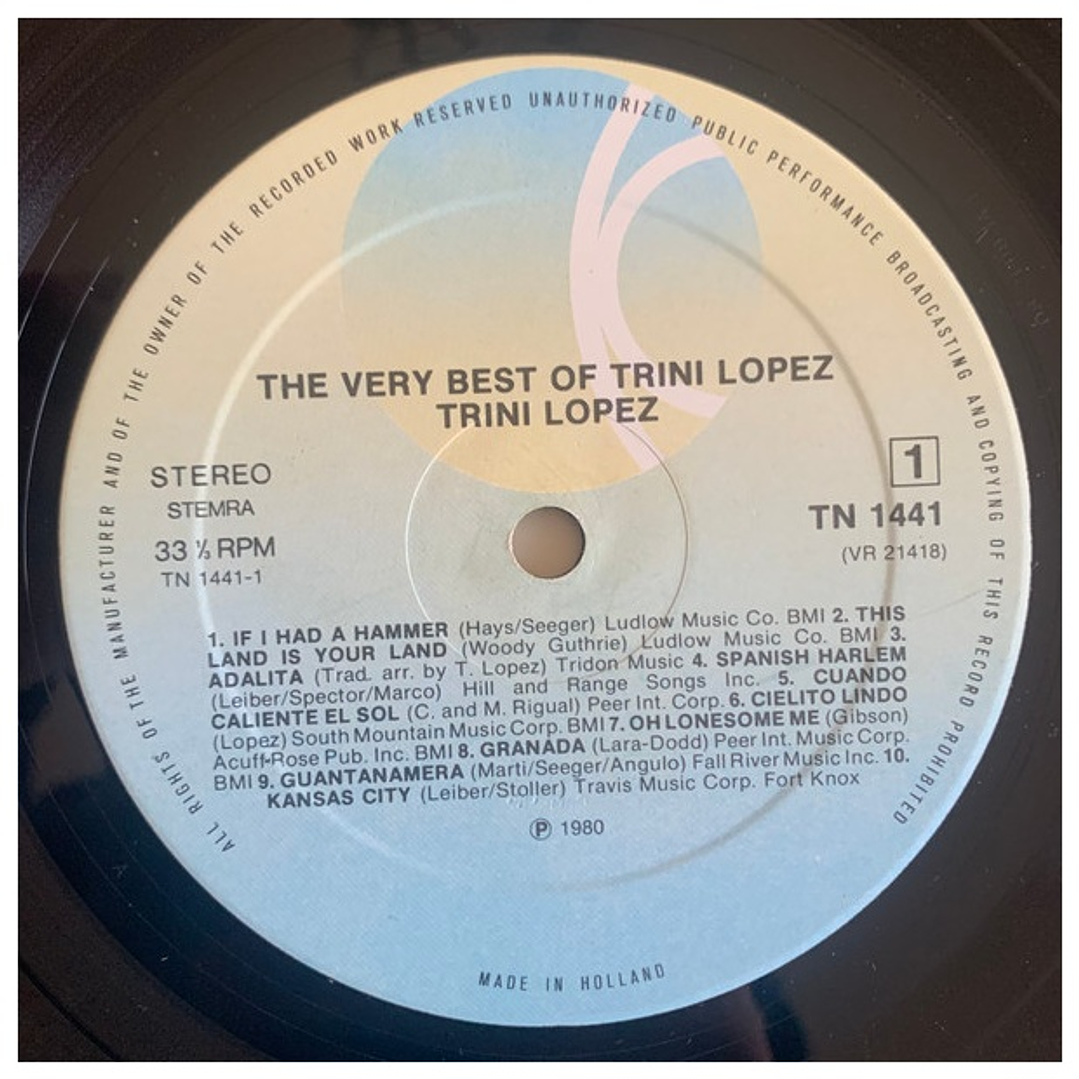 ALL RIGHTS OF THE MANUFACTURER AND OF THE OWNER OF THE RECORDED WORK RESERVED UNAUTHORIZED PUBLIC PERFORMANCE BROADCASTING AND COPYING OF THIS RECORD PROHIBITED
THE VERY BEST OF TRINI LOPEZ
TRINI LOPEZ
STEREO
STEMRA
33 ⅓ RPM
TN 1441-1
1
TN 1441
(VR 21418)
1. IF I HAD A HAMMER (Hays/Seeger) Ludlow Music Co. BMI 2. THIS
LAND IS YOUR LAND (Woody Guthrie) Ludlow Music Co. BMI 3.
ADALITA (Trad. arr. by T. Lopez) Tridon Music 4. SPANISH HARLEM
(Leiber/Spector/Marco) Hill and Range Songs Inc. 5. CUANDO
CALIENTE EL SOL (C. and M. Rigual) Peer Int. Corp. 6. CIELITO LINDO
(Lopez) South Mountain Music Corp. BMI 7. OH LONESOME ME (Gibson)
Acuff-Rose Pub. Inc. BMI 8. GRANADA (Lara-Dodd) Peer Int. Music Corp.
BMI 9. GUANTANAMERA (Marti/Seeger/Angulo) Fall River Music Inc. 10.
KANSAS CITY (Leiber/Stoller) Travis Music Corp. Fort Knox
℗ 1980
MADE IN HOLLAND